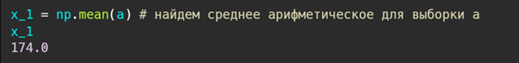 x_1 = np.mean(a) # найдем среднее арифметическое для выборки a
x_1
174.0